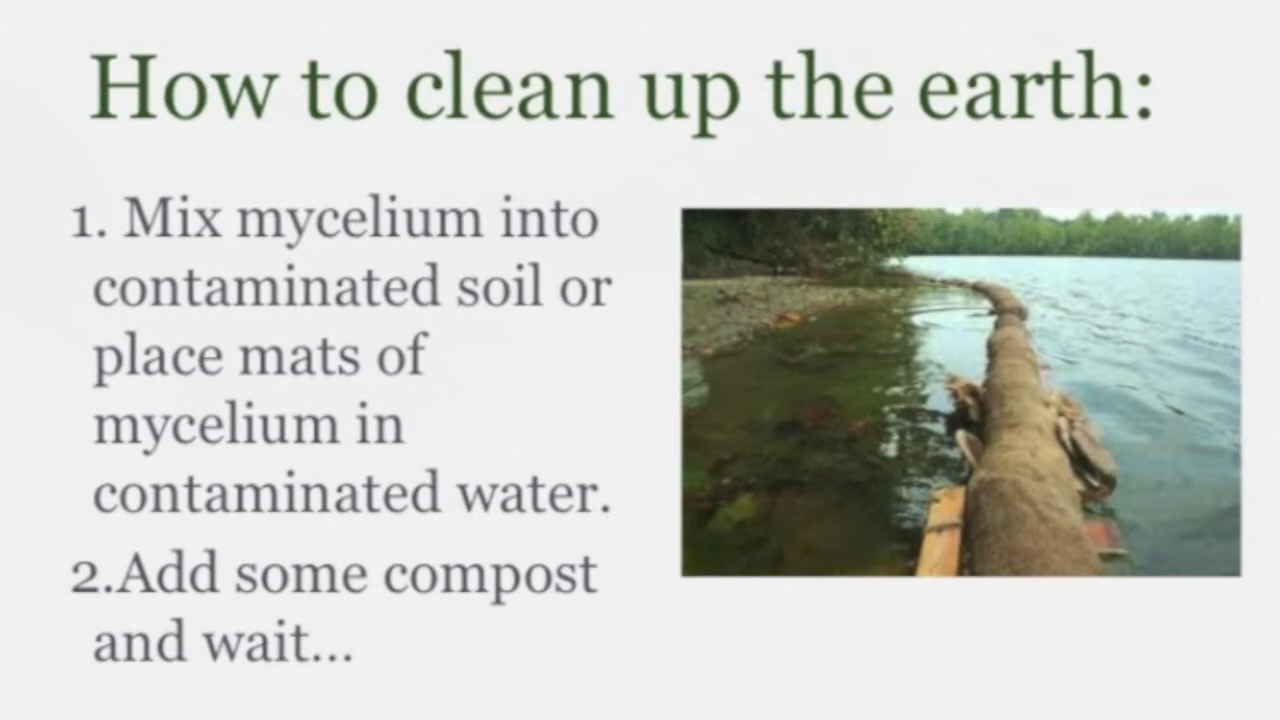 How to clean up the earth:
1. Mix mycelium into
contaminated soil or
place mats of
mycelium in
contaminated water.
2.Add some compost
and wait...